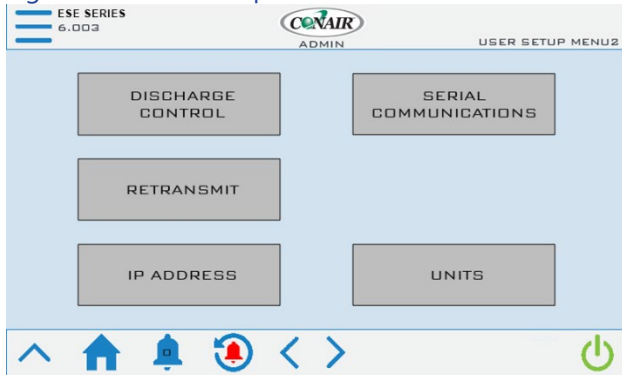 ESE SERIES
6.003
CONAIR
ADMIN
USER SETUP MENU2
DISCHARGE
CONTROL
SERIAL
COMMUNICATIONS
RETRANSMIT
IP ADDRESS
UNITS